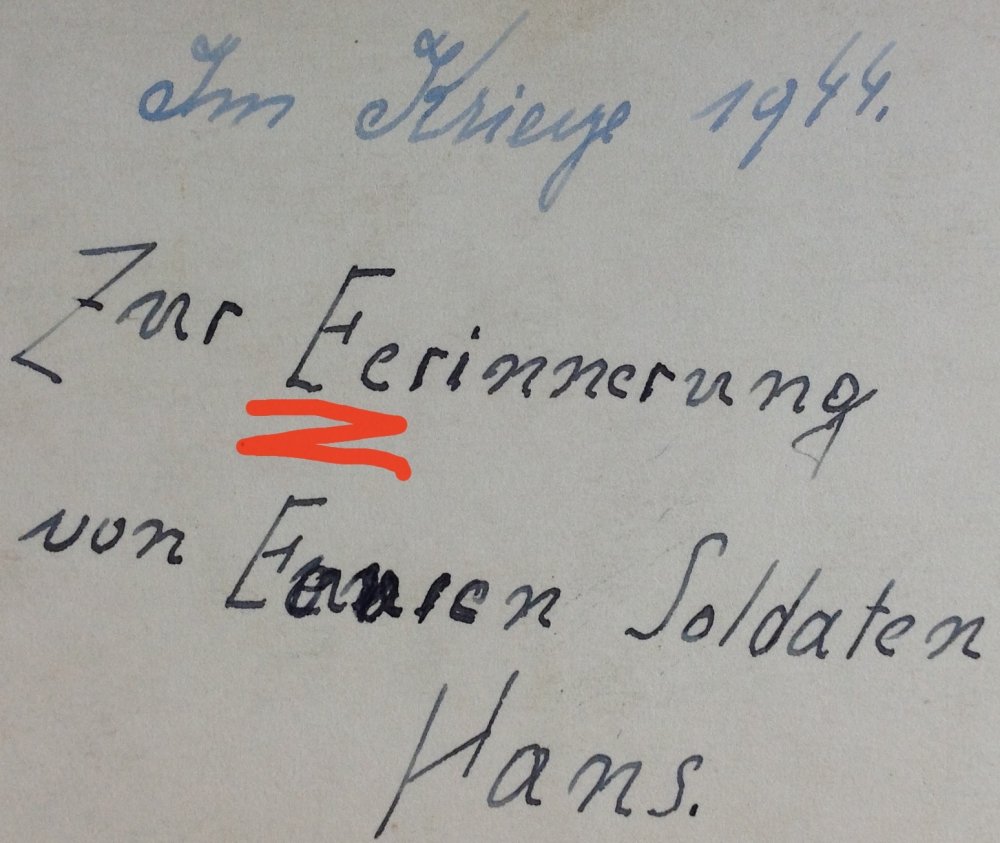 Im Kriege 1944.
Zur Eerinnerung
von Soldaten
Hans.